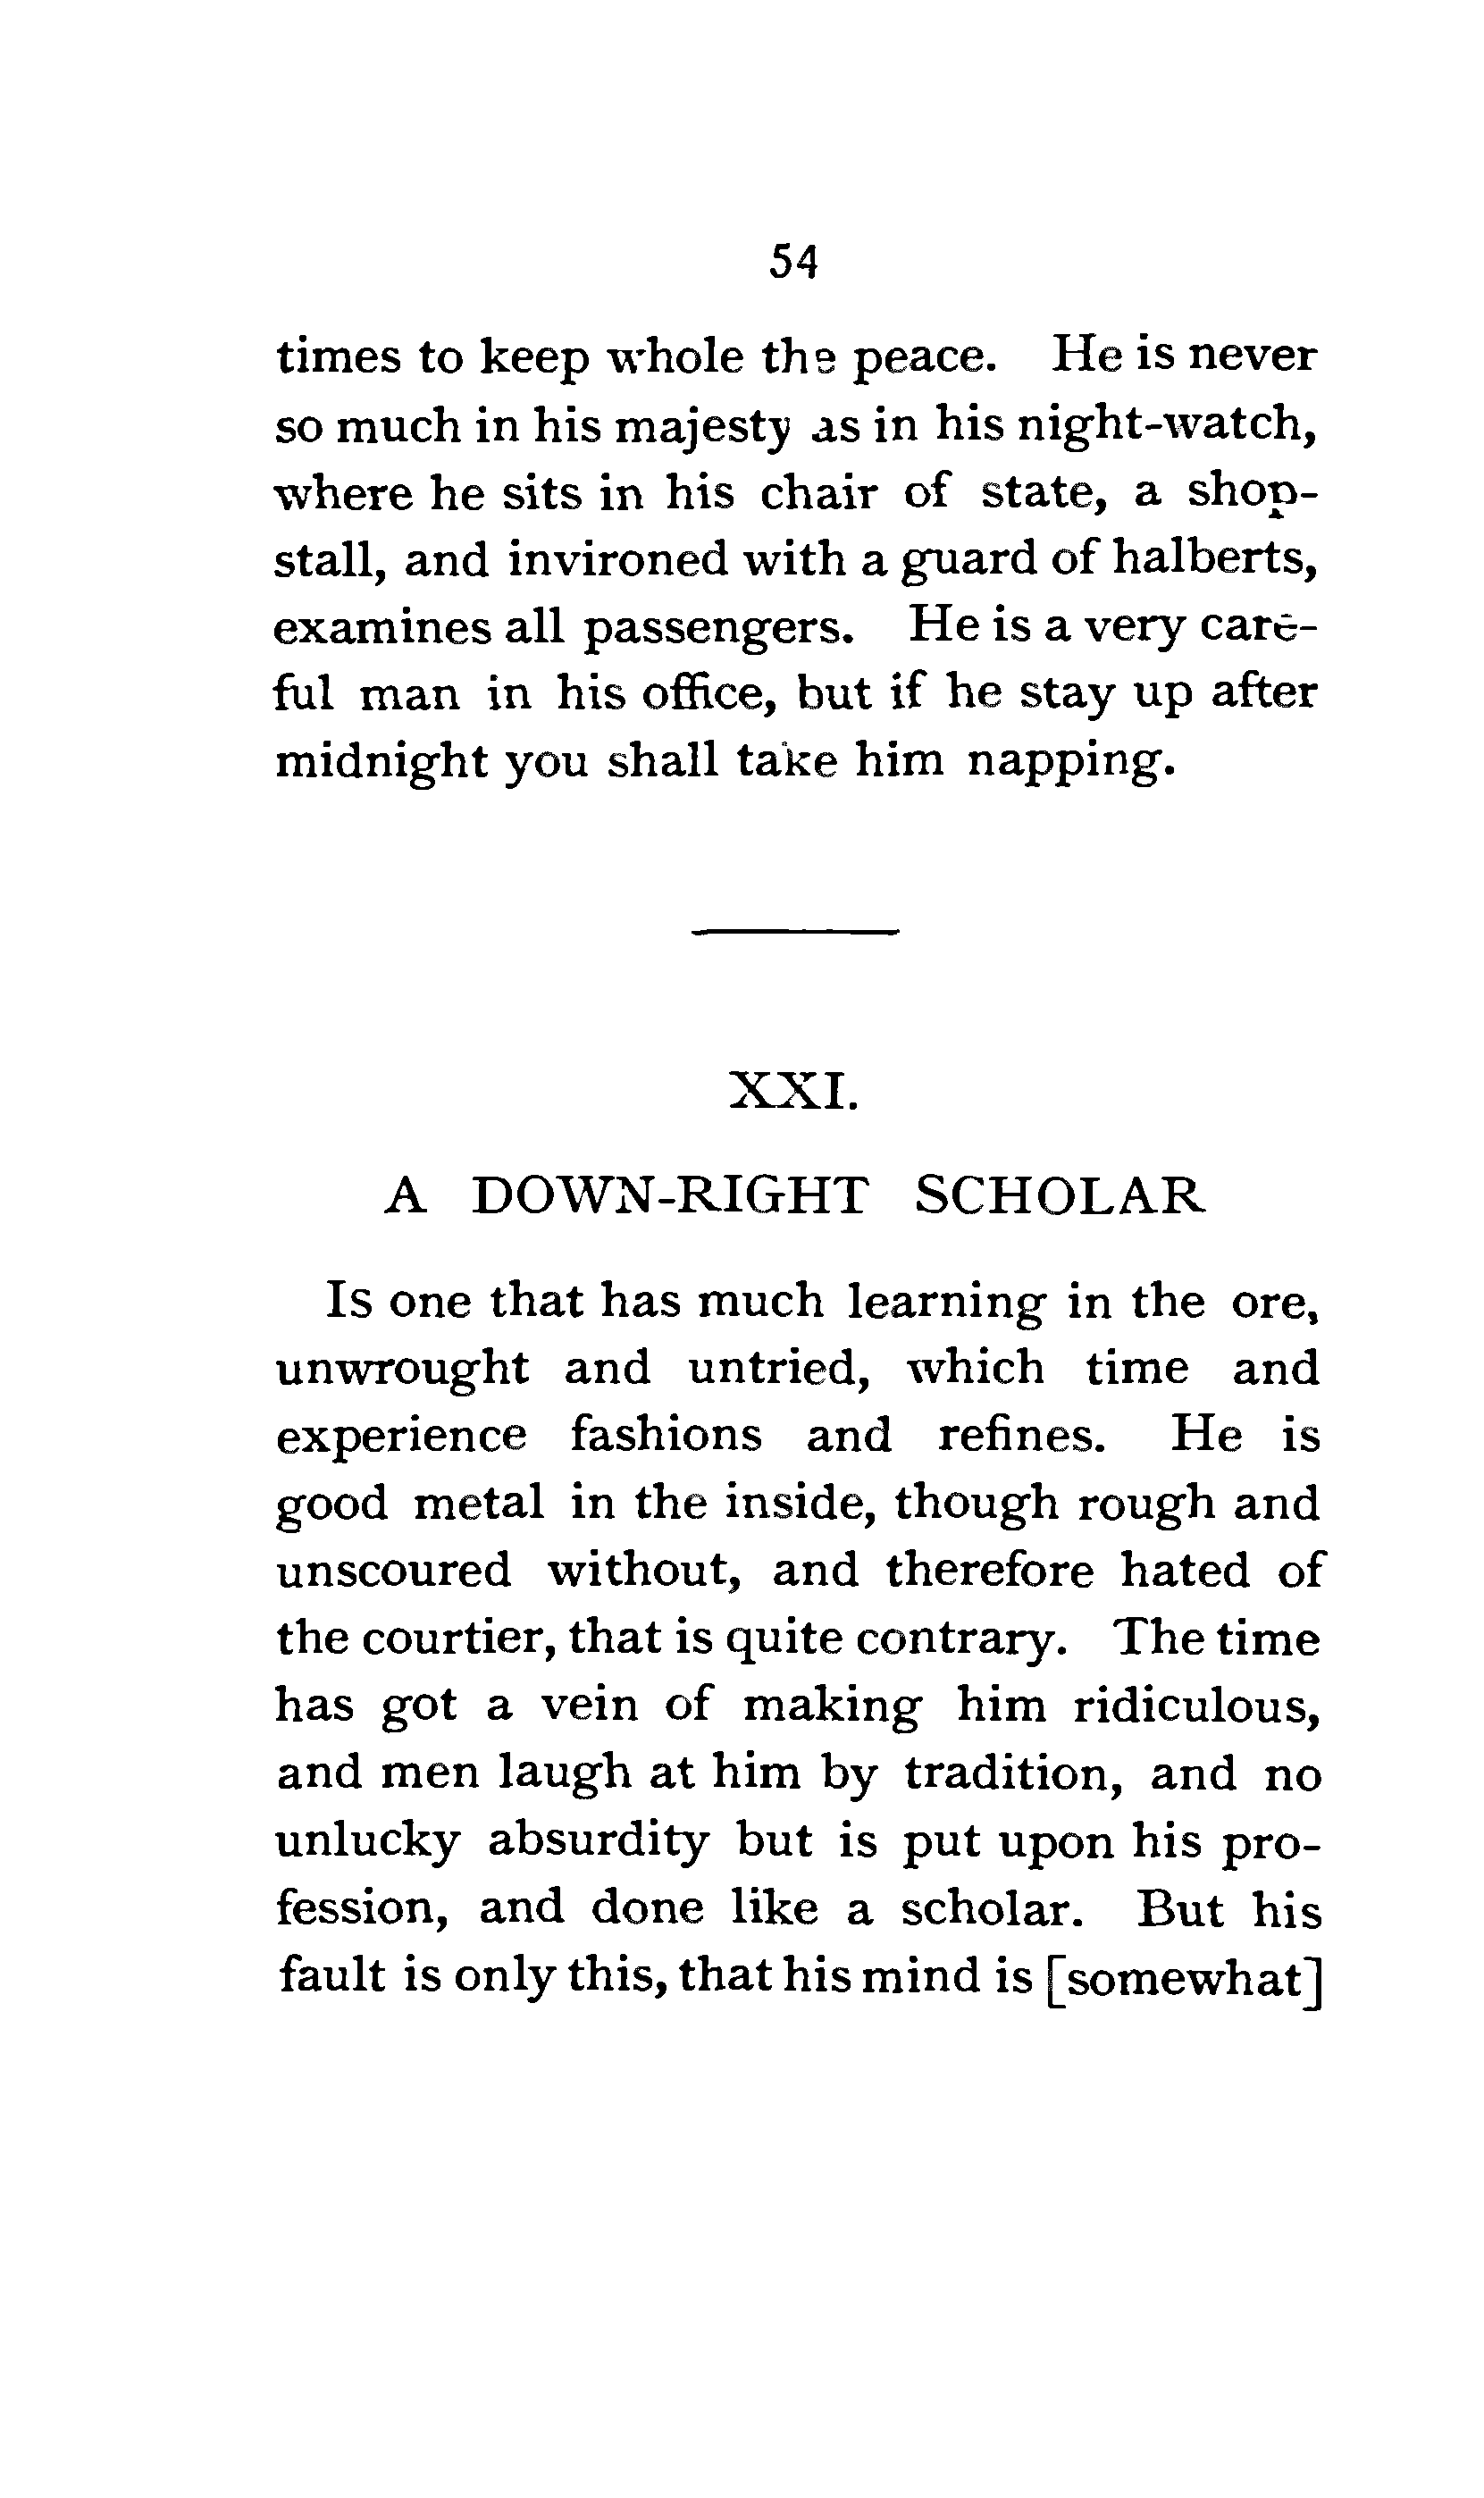 54
times to keep whole the peace. He is never
so much in his majesty as in his night-watch,
where he sits in his chair of state, a shop-
stall, and invironed with a guard of halberts,
examines all passengers. He is a very care-
ful man in his office, but if he stay up after
midnight you shall take him napping.
XXI.
A DOWN-RIGHT SCHOLAR
Is one that has much learning in the ore,
unwrought and untried, which time and
experience fashions and refines. He is
good metal in the inside, though rough and
unscoured without, and therefore hated of
the courtier, that is quite contrary. The time
has got a vein of making him ridiculous,
and men laugh at him by tradition, and no
unlucky absurdity but is put upon his pro-
fession, and done like a scholar. But his
fault is only this, that his mind is [somewhat]